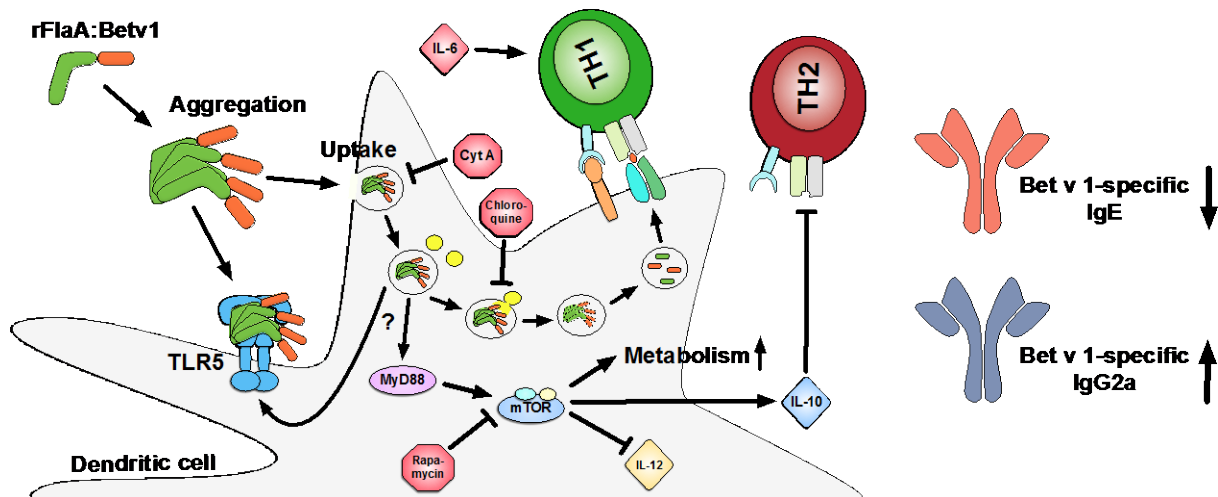 rFlaA:Betv1
Aggregation
Uptake
IL-6
TH1
TH2
Cyt A
Chloro-
quine
Bet v 1-specific
IgE
?
TLR5
MyD88
mTOR
Metabolism
IL-10
Bet v 1-specific
IgG2a
Rapa-
mycin
IL-12
Dendritic cell